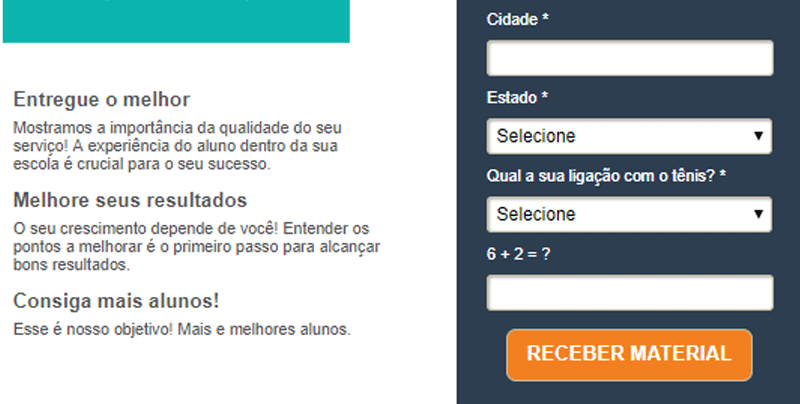 Entregue o melhor
Mostramos a importância da qualidade do seu
serviço! A experiência do aluno dentro da sua
escola é crucial para o seu sucesso.
Melhore seus resultados
O seu crescimento depende de você! Entender os
pontos a melhorar é o primeiro passo para alcançar
bons resultados.
Consiga mais alunos!
Esse é nosso objetivo! Mais e melhores alunos.
Cidade *
Estado *
Selecione
Qual a sua ligação com o tênis? *
Selecione
6 + 2 = ?
RECEBER MATERIAL